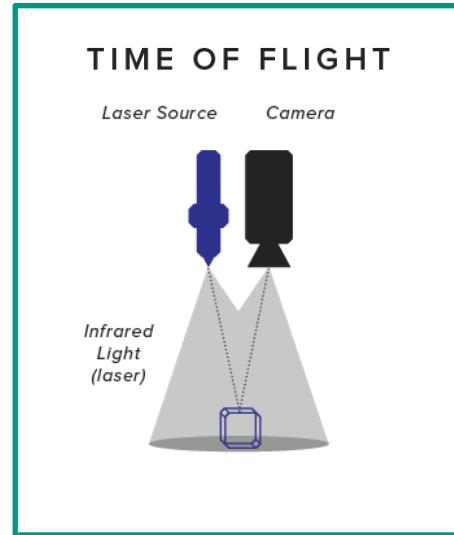 TIME OF FLIGHT
Laser Source
Camera
Infrared
Light
(laser)